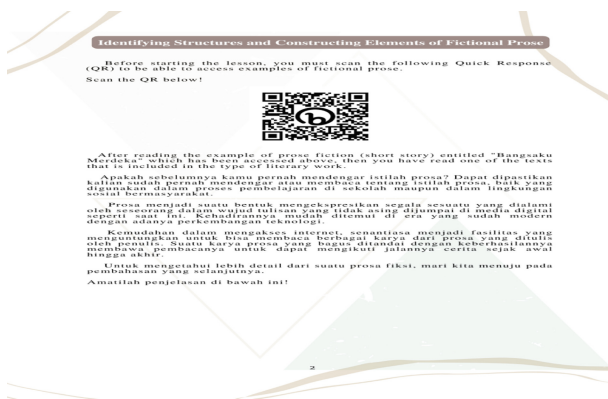 Identifying Structures and Constructing Elements of Fictional Prose
Before starting the lesson, you must scan the following Quick Response
(QR) to be able to access examples of fictional prose.
Scan the QR below!
After reading the example of prose fiction (short story) entitled "Bangsaku
Merdeka" which has been accessed above, then you have read one of the texts
that is included in the type of literary work.
Apakah sebelumnya kamu pernah mendengar istilah prosa? Dapat dipastikan
kalian sudah pernah mendengar atau membaca tentang istilah prosa, baik yang
digunakan dalam proses pembelajaran di sekolah maupun dalam lingkungan
sosial bermasyarakat.
Prosa menjadi suatu bentuk mengekspresikan segala sesuatu yang dialami
oleh seseorang dalam wujud tulisan yang tidak asing dijumpai di media digital
seperti saat ini. Kehadirannya mudah ditemui di era yang sudah modern
dengan adanya perkembangan teknologi.
Kemudahan dalam mengakses internet, senantiasa menjadi fasilitas yang
menguntungkan untuk bisa membaca berbagai karya dari prosa yang ditulis
oleh penulis. Suatu karya prosa yang bagus ditandai dengan keberhasilannya
membawa pembacanya untuk dapat mengikuti jalannya cerita sejak awal
hingga akhir.
Untuk mengetahui lebih detail dari suatu prosa fiksi, mari kita menuju pada
pembahasan yang selanjutnya.
Amatilah penjelasan di bawah ini!
2